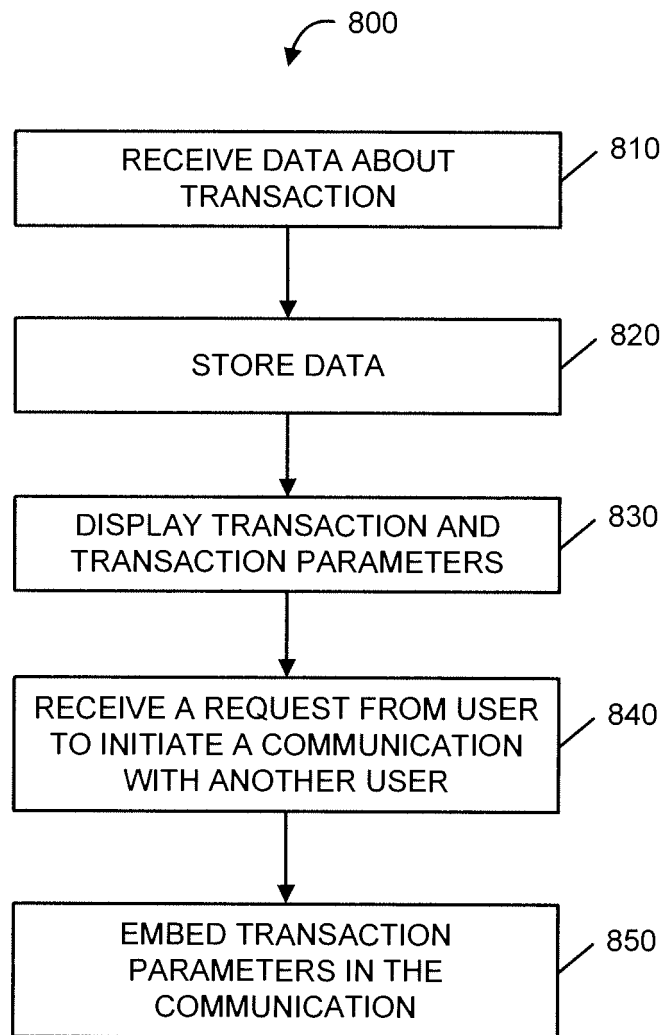 800
RECEIVE DATA ABOUT
TRANSACTION
810
STORE DATA
820
DISPLAY TRANSACTION AND
TRANSACTION PARAMETERS
830
RECEIVE A REQUEST FROM USER
TO INITIATE A COMMUNICATION
WITH ANOTHER USER
840
EMBED TRANSACTION
PARAMETERS IN THE
COMMUNICATION
850